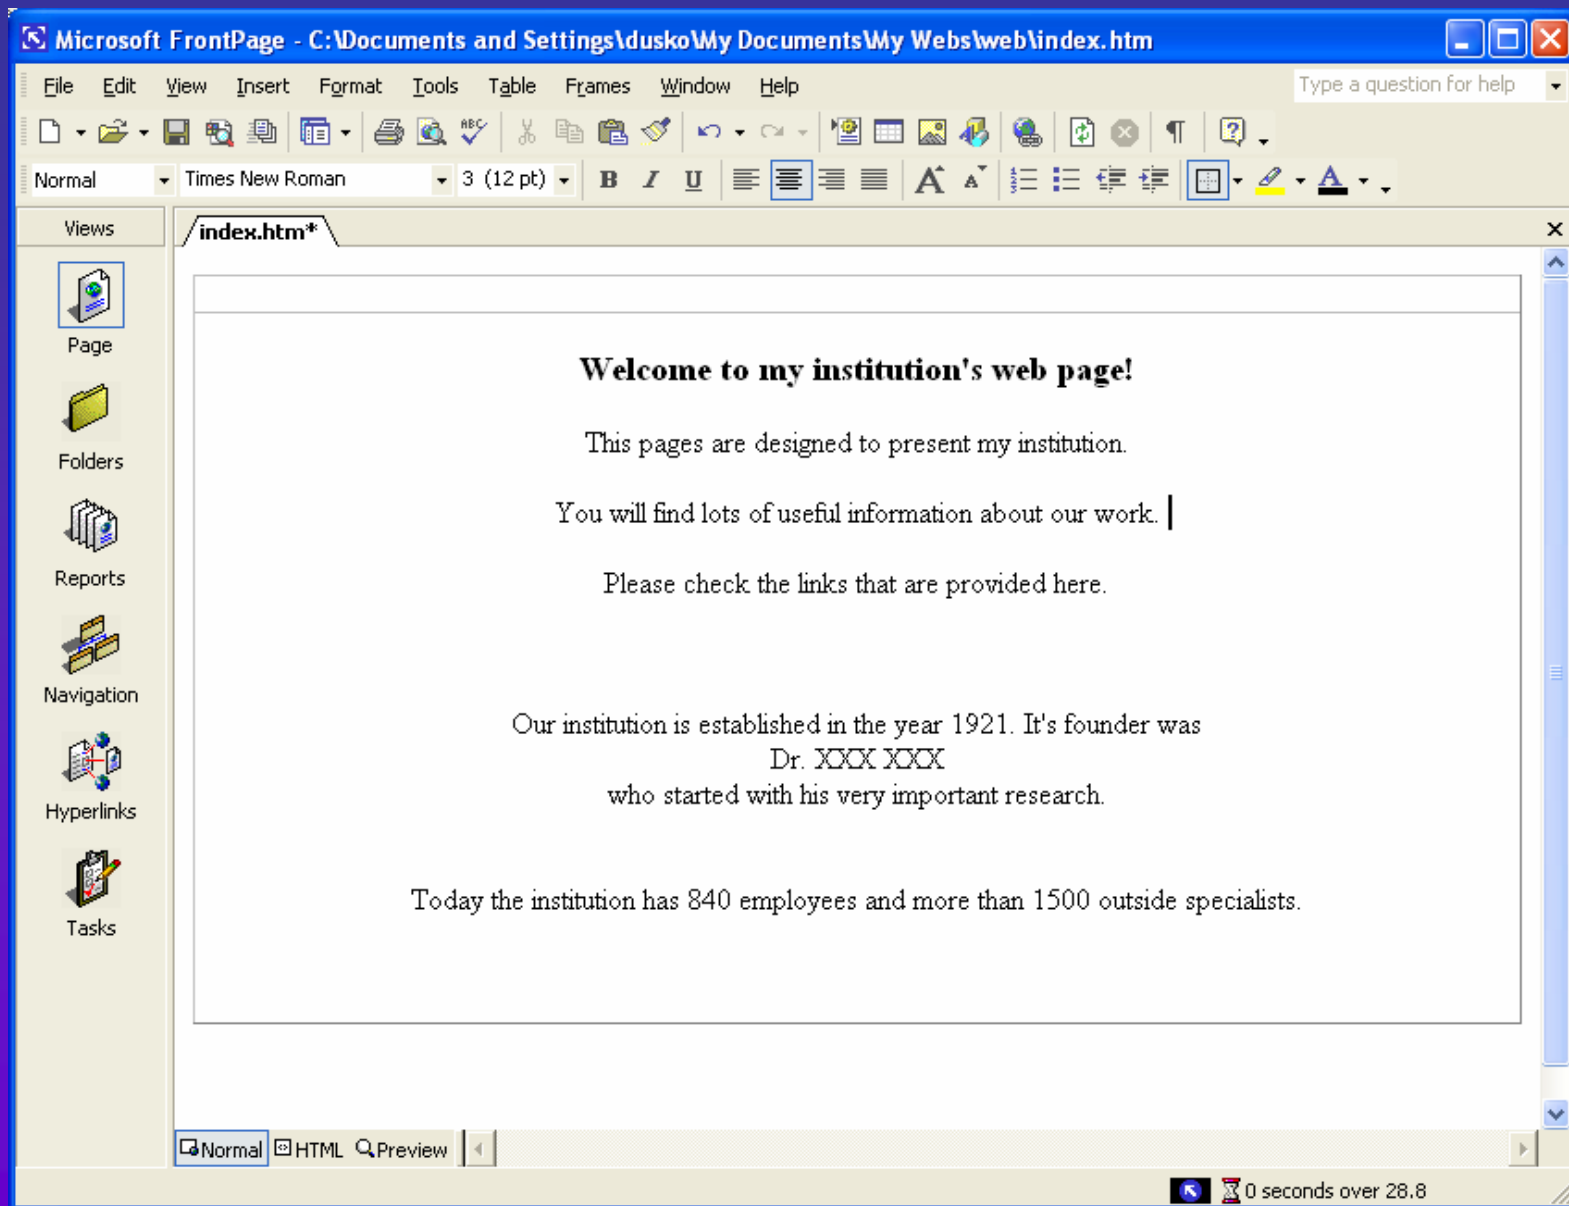 Microsoft FrontPage - C:\Documents and Settings\dusko\My Documents\My Webs\web\index.htm
File Edit View Insert Format Tools Table Frames Window Help
Type a question for help
ABC
Normal Times New Roman 3 (12 pt) B I U A A A
Views
index.htm*
Page
Folders
Reports
Navigation
Hyperlinks
Tasks
Welcome to my institution's web page!
This pages are designed to present my institution.
You will find lots of useful information about our work.
Please check the links that are provided here.
Our institution is established in the year 1921. It's founder was
Dr. XXX XXX
who started with his very important research.
Today the institution has 840 employees and more than 1500 outside specialists.
Normal HTML Preview
0 seconds over 28.8